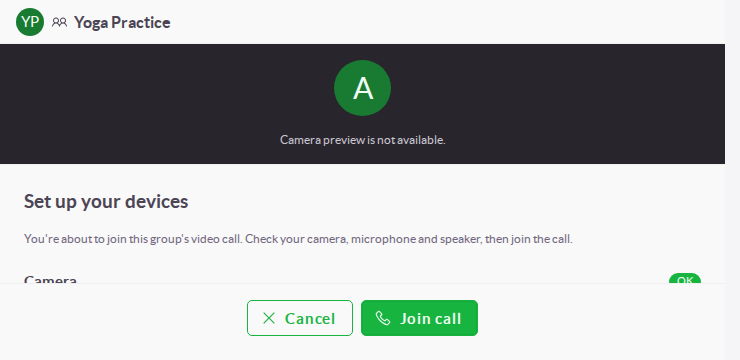 YP Yoga Practice
A
Camera preview is not available.
Set up your devices
You're about to join this group's video call. Check your camera, microphone and speaker, then join the call.
Camera OK
Cancel Join call